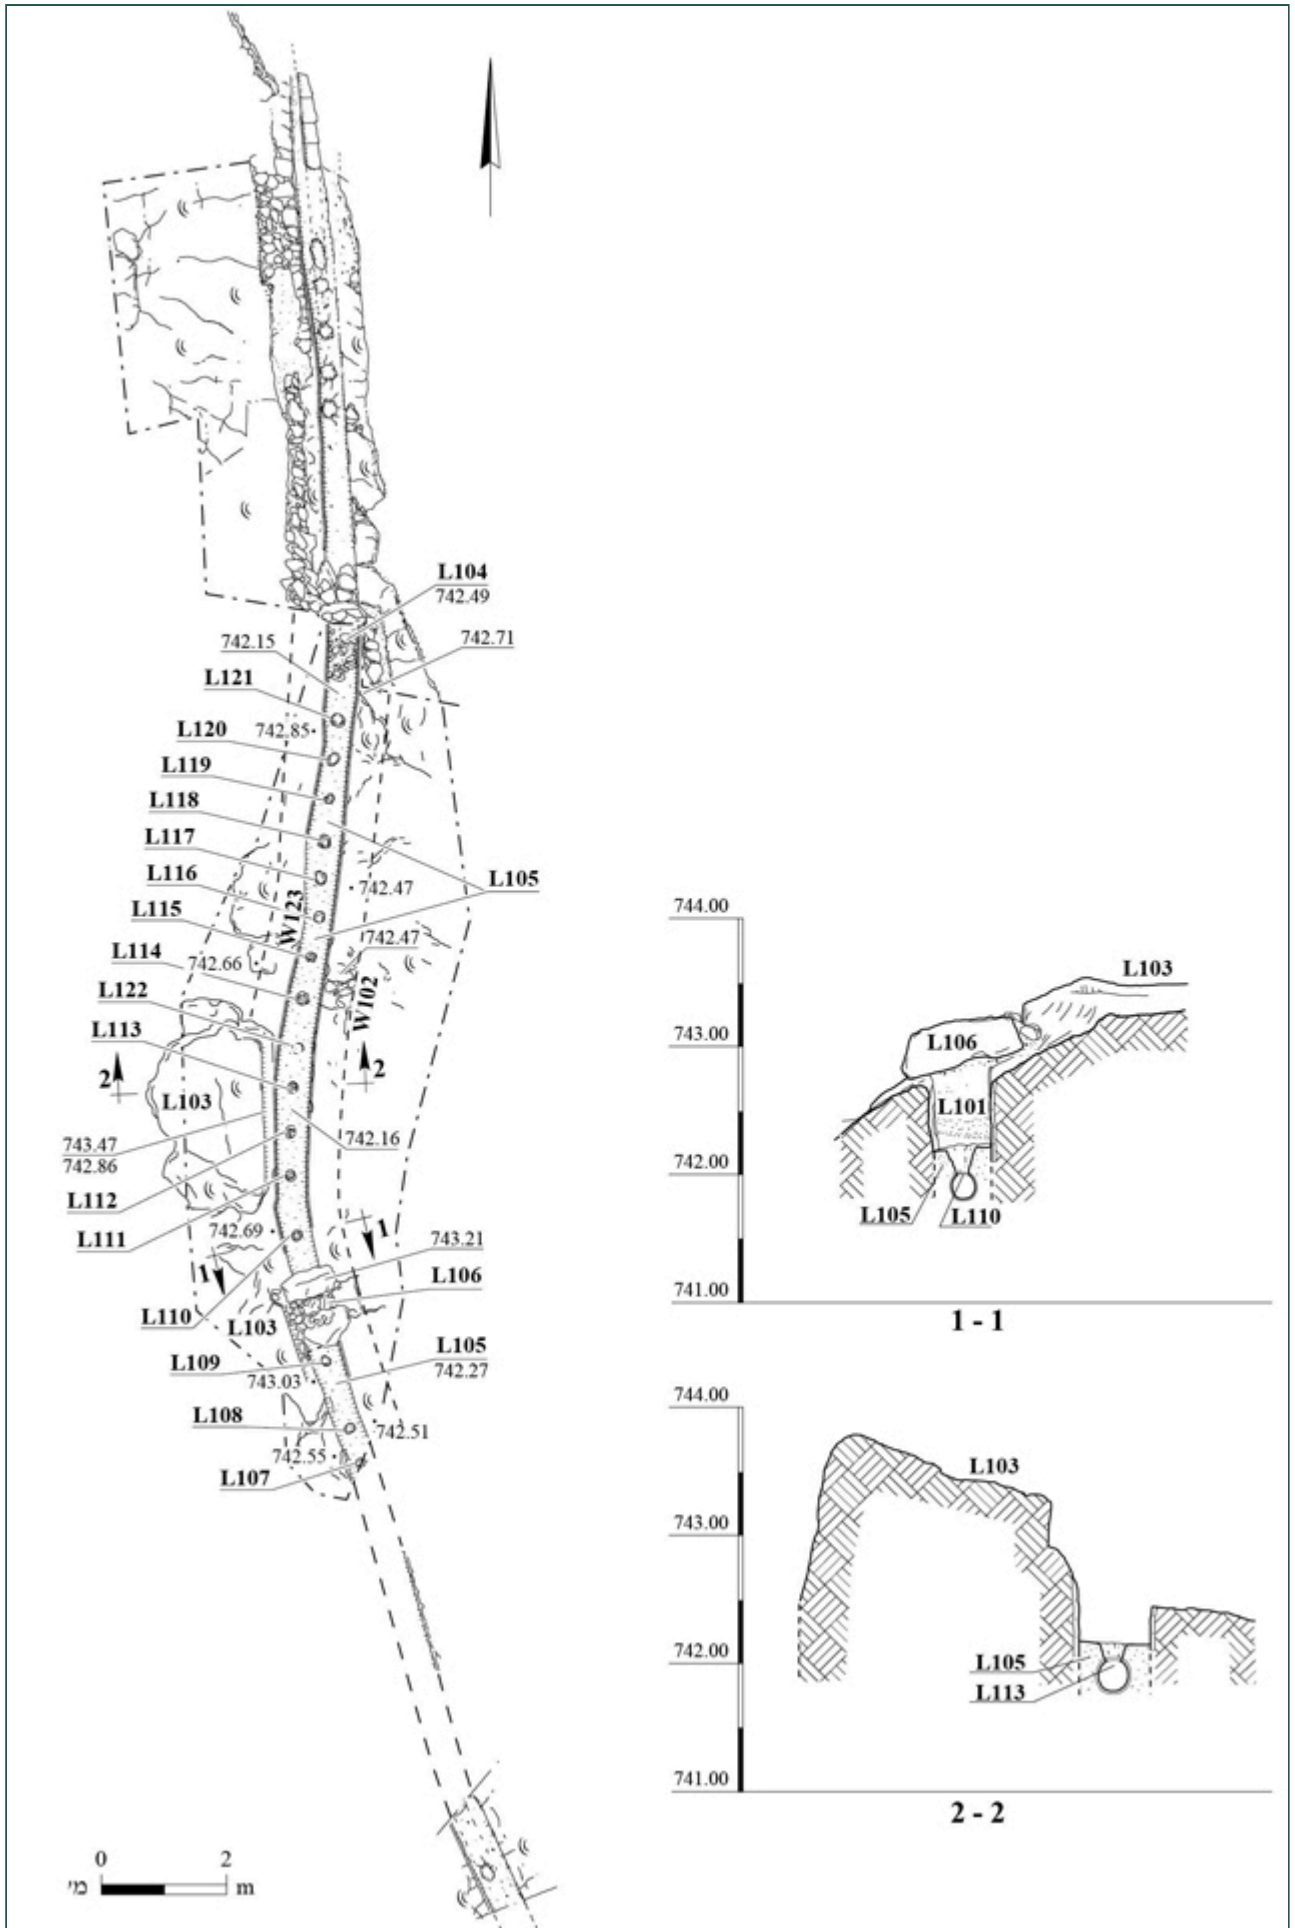 L104
742.49
742.15
742.71
L121
742.85
L120
L119
L118
L117
L116
L105
742.47
W123
L115
742.47
L114
742.66
L122
W102
L113
2
2
L103
743.47
742.86
742.16
L112
L111
742.69
1
1
743.21
L106
L110
L103
L109
L105
742.27
743.03
L108
742.51
742.55
L107
0 2
מ' m
744.00
L103
743.00
L106
L101
742.00
L105 L110
741.00
1 - 1
744.00
L103
743.00
742.00
L105
L113
741.00
2 - 2